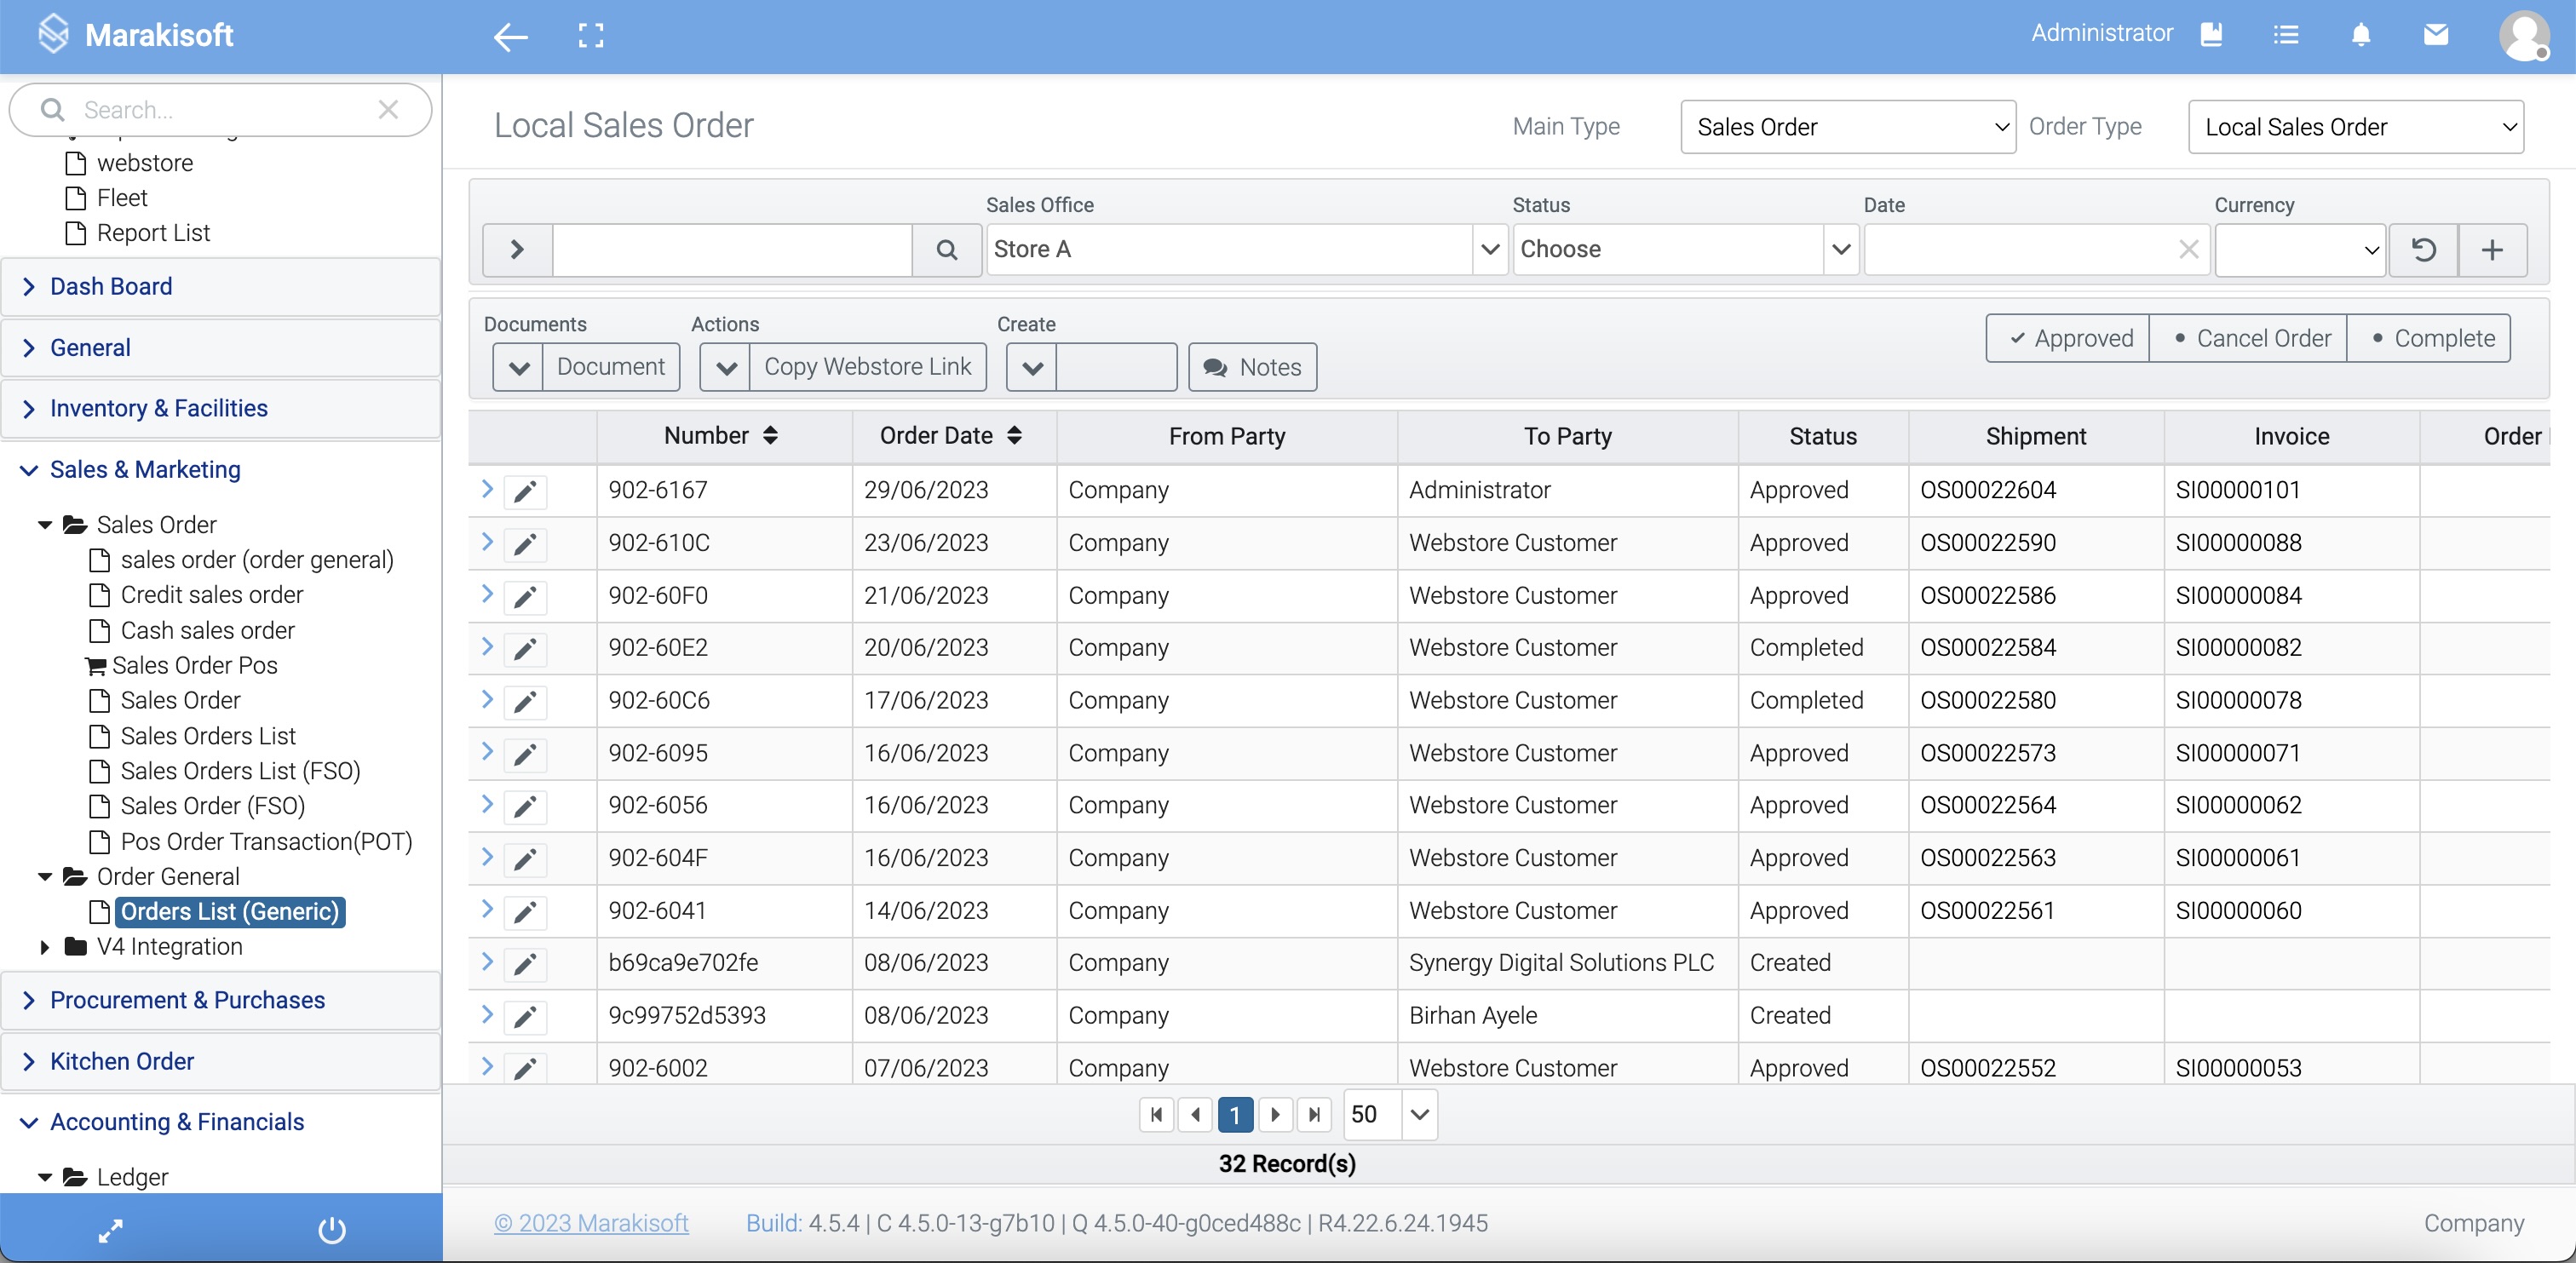 Marakisoft
Administrator
Search...
webstore
Fleet
Report List
Dash Board
General
Inventory & Facilities
Sales & Marketing
Sales Order
sales order (order general)
Credit sales order
Cash sales order
Sales Order Pos
Sales Order
Sales Orders List
Sales Orders List (FSO)
Sales Order (FSO)
Pos Order Transaction(POT)
Order General
Orders List (Generic)
V4 Integration
Procurement & Purchases
Kitchen Order
Accounting & Financials
Ledger
Local Sales Order
Main Type Sales Order Order Type Local Sales Order
Sales Office Status Date Currency
Store A Choose
Documents Actions Create
Document Copy Webstore Link Notes
Approved Cancel Order Complete
Number Order Date From Party To Party Status Shipment Invoice Order
902-6167 29/06/2023 Company Administrator Approved OS00022604 SI00000101
902-610C 23/06/2023 Company Webstore Customer Approved OS00022590 SI00000088
902-60F0 21/06/2023 Company Webstore Customer Approved OS00022586 SI00000084
902-60E2 20/06/2023 Company Webstore Customer Completed OS00022584 SI00000082
902-60C6 17/06/2023 Company Webstore Customer Completed OS00022580 SI00000078
902-6095 16/06/2023 Company Webstore Customer Approved OS00022573 SI00000071
902-6056 16/06/2023 Company Webstore Customer Approved OS00022564 SI00000062
902-604F 16/06/2023 Company Webstore Customer Approved OS00022563 SI00000061
902-6041 14/06/2023 Company Webstore Customer Approved OS00022561 SI00000060
b69ca9e702fe 08/06/2023 Company Synergy Digital Solutions PLC Created
9c99752d5393 08/06/2023 Company Birhan Ayele Created
902-6002 07/06/2023 Company Webstore Customer Approved OS00022552 SI00000053
1 50
32 Record(s)
© 2023 Marakisoft Build: 4.5.4 | C 4.5.0-13-g7b10 | Q 4.5.0-40-g0ced488c | R4.22.6.24.1945 Company